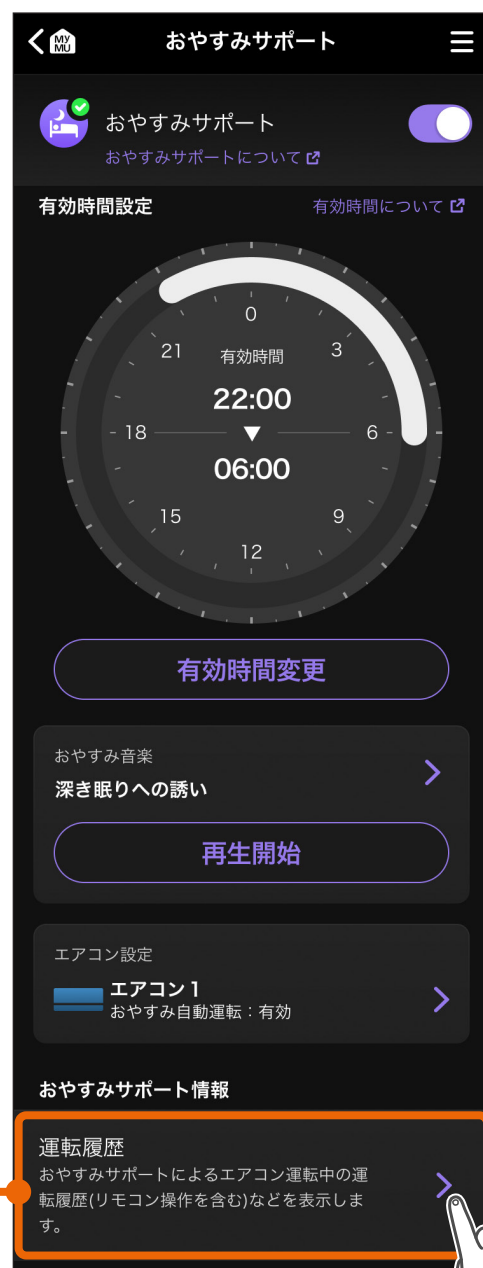 MY
MU
おやすみサポート
おやすみサポート
おやすみサポートについて
有効時間設定
有効時間について
0
21
有効時間
3
22:00
18
▼
6
06:00
15
9
12
有効時間変更
おやすみ音楽
深き眠りへの誘い
再生開始
エアコン設定
エアコン1
おやすみ自動運転：有効
おやすみサポート情報
運転履歴
おやすみサポートによるエアコン運転中の運
転履歴(リモコン操作を含む)などを表示しま
す。